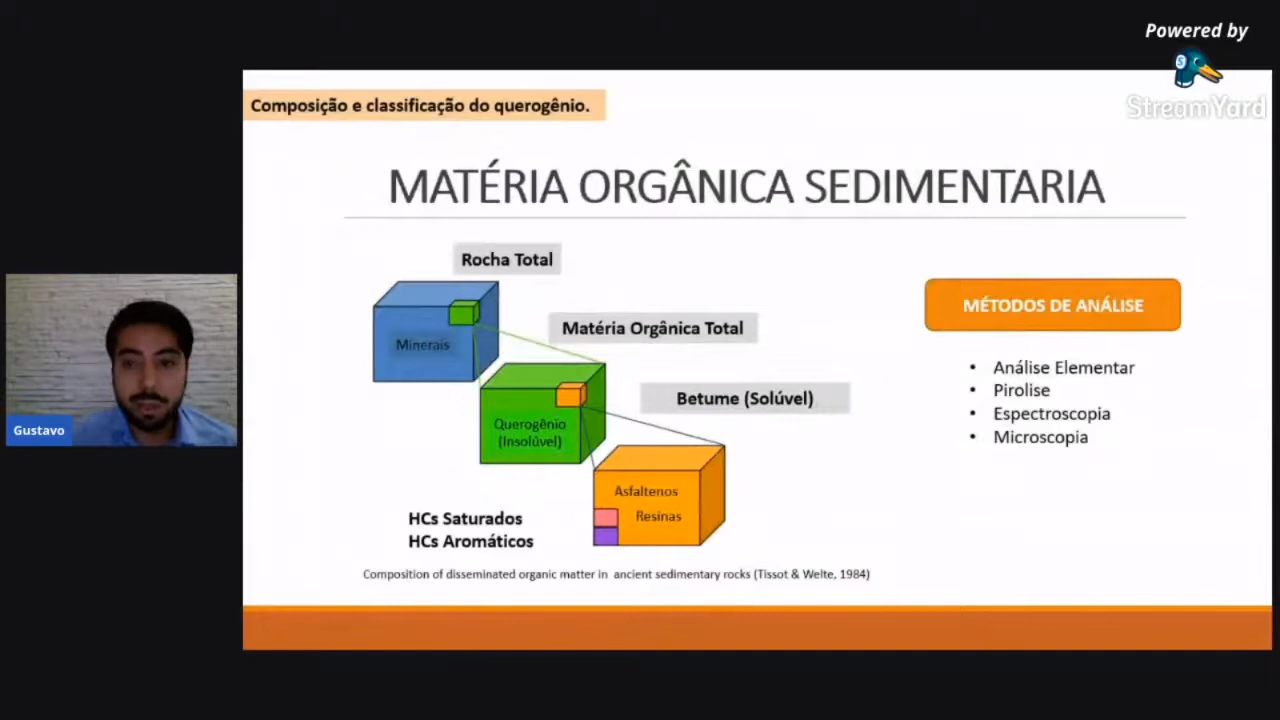 Powered by
StreamYard
Composição e classificação do querogênio.
MATÉRIA ORGÂNICA SEDIMENTARIA
Rocha Total
Minerais
Matéria Orgânica Total
Querogênio
(Insolúvel)
Betume (Solúvel)
Asfaltenos
Resinas
HCs Saturados
HCs Aromáticos
Composition of disseminated organic matter in ancient sedimentary rocks (Tissot & Welte, 1984)
MÉTODOS DE ANÁLISE
• Análise Elementar
• Pirolise
• Espectroscopia
• Microscopia
Gustavo